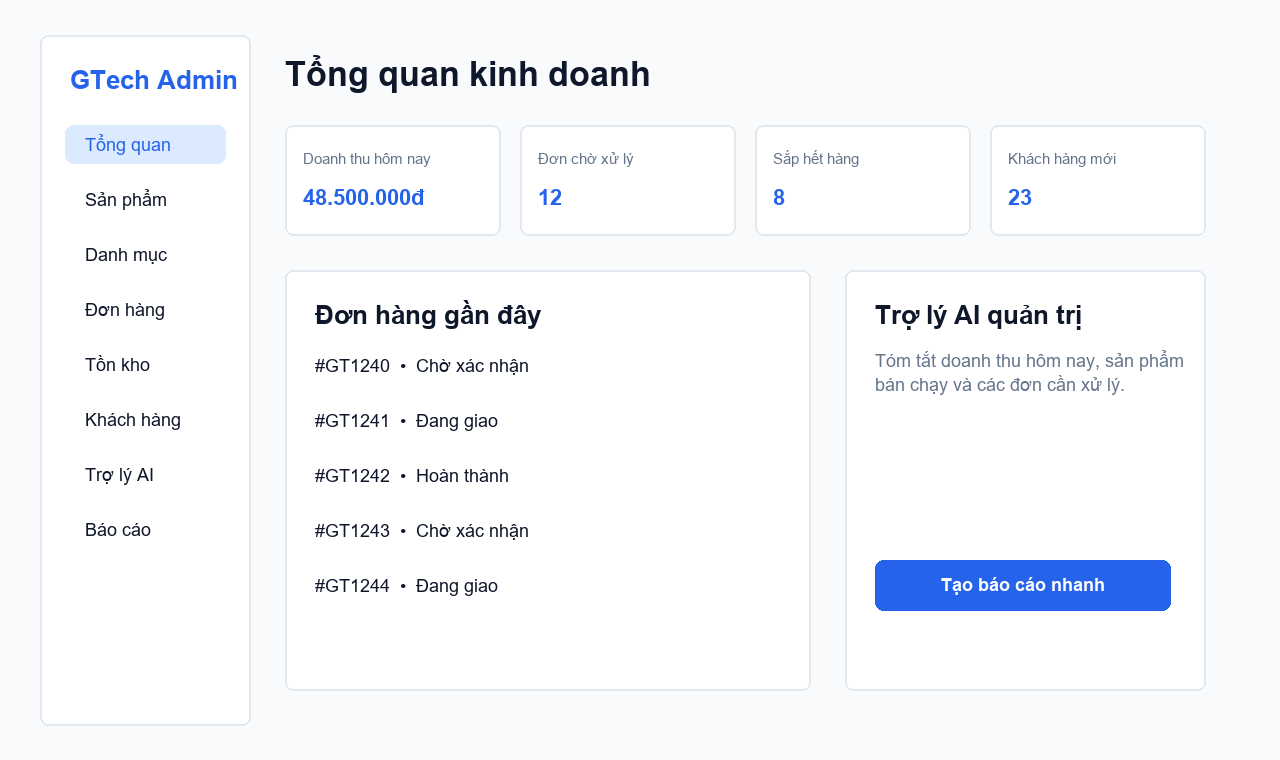 GTech Admin
Tổng quan
Sản phẩm
Danh mục
Đơn hàng
Tồn kho
Khách hàng
Trợ lý AI
Báo cáo
Tổng quan kinh doanh
Doanh thu hôm nay
48.500.000đ
Đơn chờ xử lý
12
Sắp hết hàng
8
Khách hàng mới
23
Đơn hàng gần đây
#GT1240 • Chờ xác nhận
#GT1241 • Đang giao
#GT1242 • Hoàn thành
#GT1243 • Chờ xác nhận
#GT1244 • Đang giao
Trợ lý AI quản trị
Tóm tắt doanh thu hôm nay, sản phẩm
bán chạy và các đơn cần xử lý.
Tạo báo cáo nhanh